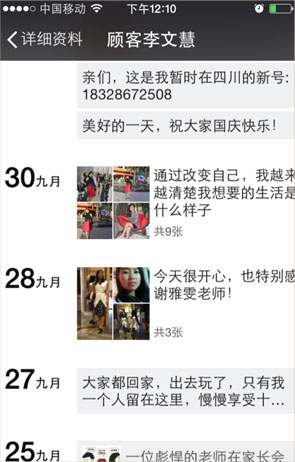 中国移动 下午12:10
详细资料 顾客李文慧
亲们，这是我暂时在四川的新号:
18328672508
美好的一天，祝大家国庆快乐！
30九月
通过改变自己，我越来
越清楚我想要的生活是
什么样子
共9张
28九月
今天很开心，也特别感
谢雅雯老师！
共3张
27九月
大家都回家，出去玩了，只有我
一个人留在这里，慢慢享受十…
25九月
一位彪悍的老师在家长会